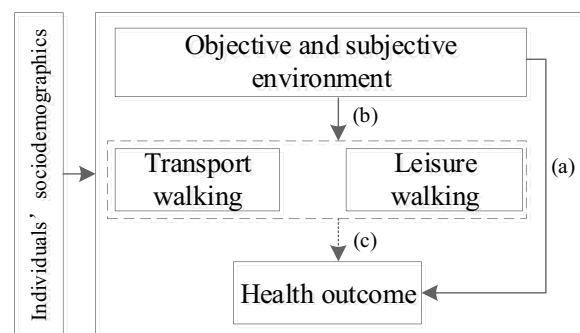 Individuals' sociodemographics
Objective and subjective
environment
(b)
(a)
Transport
walking
Leisure
walking
(c)
Health outcome